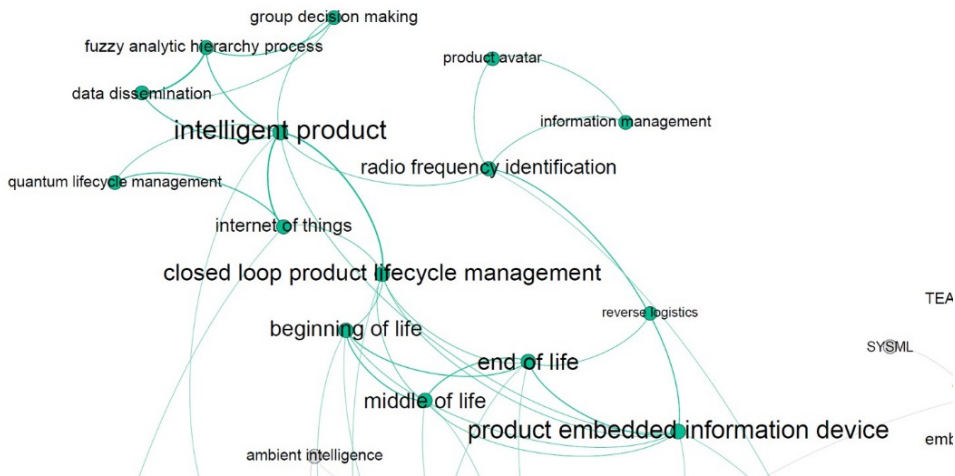 group decision making
fuzzy analytic hierarchy process
product avatar
data dissemination
information management
intelligent product
radio frequency identification
quantum lifecycle management
internet of things
closed loop product lifecycle management
TEA
reverse logistics
beginning of life
SYSML
end of life
middle of life
product embedded information device
emb
ambient intelligence